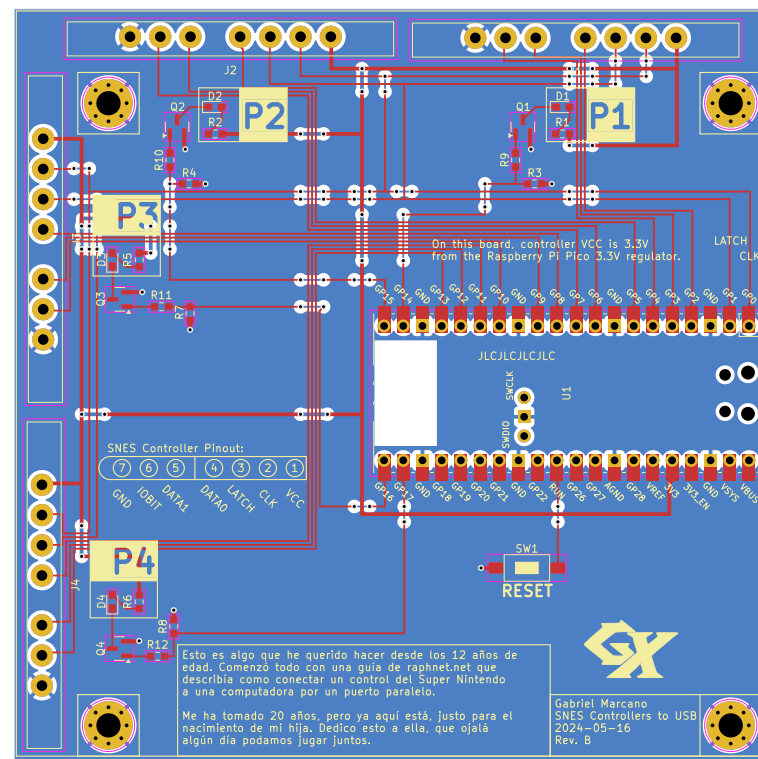 J2
D2
P2
Q2
R2
R10
R4
D1
P1
Q1
R1
R9
R3
P3
J3
D3
R5
Q3
R11
R7
On this board, controller VCC is 3.3V
from the Raspberry Pi Pico 3.3V regulator.
LATCH
CLK
GP15 GP14 GND GP13 GP12 GP11 GP10 GND GP9 GP8 GP7 GP6 GND GP5 GP4 GP3 GP2 GND GP1 GP0
JLCJLCJLCJLC
SWCLK
SWDIO
U1
GP16 GP17 GND GP18 GP19 GP20 GP21 GND GP22 RUN GP26 GP27 AGND GP28 VREF 3V3 3V3_EN GND VSYS VBUS
SNES Controller Pinout:
7 6 5 4 3 2 1
GND IOBIT DATA1 DATA0 LATCH CLK VCC
P4
J4
D4
R6
R8
Q4
R12
SW1
RESET
Esto es algo que he querido hacer desde los 12 años de
edad. Comenzó todo con una guía de raphnet.net que
describía como conectar un control del Super Nintendo
a una computadora por un puerto paralelo.
Me ha tomado 20 años, pero ya aquí está, justo para el
nacimiento de mi hija. Dedico esto a ella, que ojalá
algún día podamos jugar juntos.
GX
Gabriel Marcano
SNES Controllers to USB
2024-05-16
Rev. B